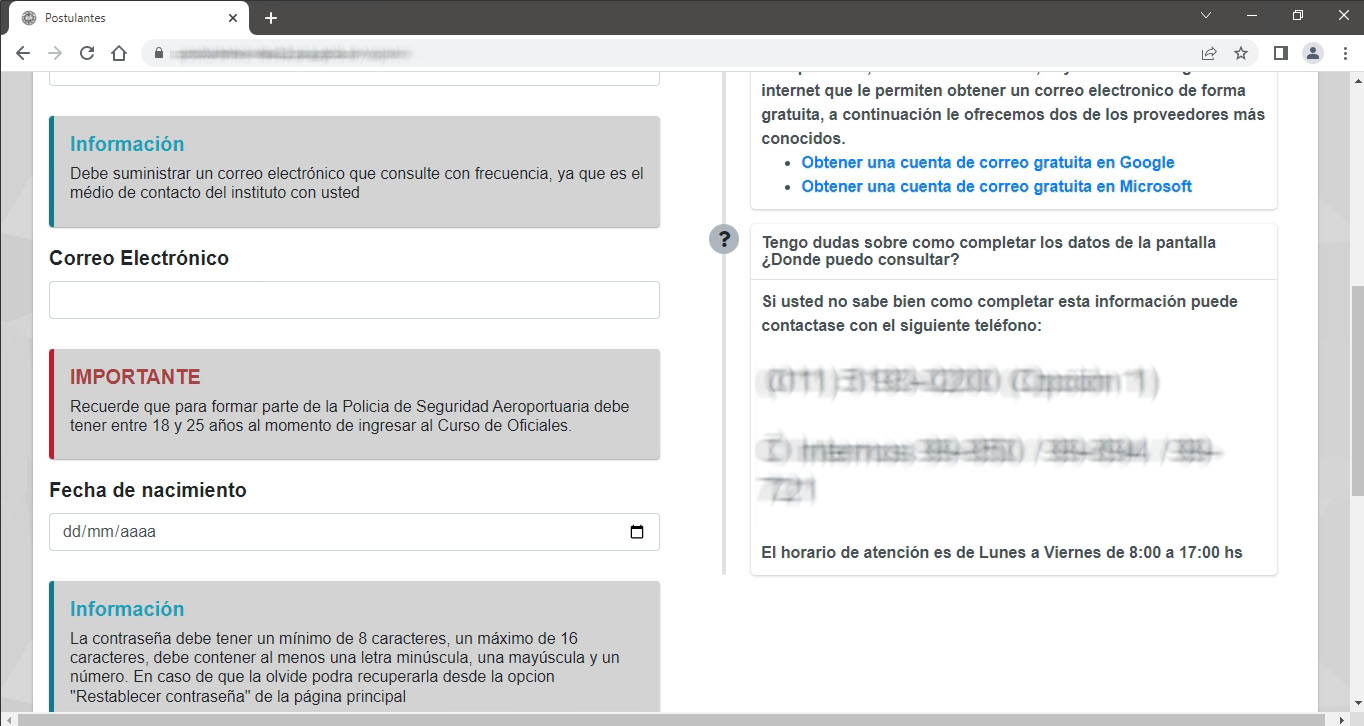 Postulantes
Información
Debe suministrar un correo electrónico que consulte con frecuencia, ya que es el
médio de contacto del instituto con usted
Correo Electrónico
IMPORTANTE
Recuerde que para formar parte de la Policia de Seguridad Aeroportuaria debe
tener entre 18 y 25 años al momento de ingresar al Curso de Oficiales.
Fecha de nacimiento
dd/mm/aaaa
Información
La contraseña debe tener un mínimo de 8 caracteres, un máximo de 16
caracteres, debe contener al menos una letra minúscula, una mayúscula y un
número. En caso de que la olvide podra recuperarla desde la opcion
"Restablecer contraseña" de la página principal
internet que le permiten obtener un correo electronico de forma
gratuita, a continuación le ofrecemos dos de los proveedores más
conocidos.
• Obtener una cuenta de correo gratuita en Google
• Obtener una cuenta de correo gratuita en Microsoft
?
Tengo dudas sobre como completar los datos de la pantalla
¿Donde puedo consultar?
Si usted no sabe bien como completar esta información puede
contactase con el siguiente teléfono:
El horario de atención es de Lunes a Viernes de 8:00 a 17:00 hs